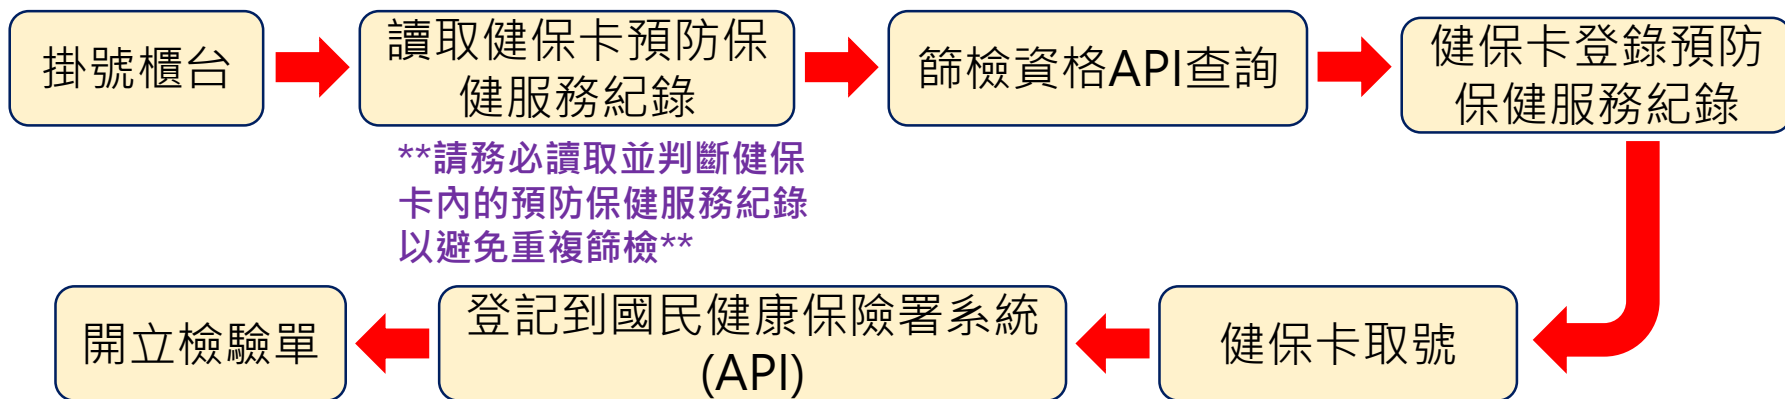 掛號櫃台
讀取健保卡預防保
健服務紀錄
篩檢資格API查詢
健保卡登錄預防
保健服務紀錄
**請務必讀取並判斷健保
卡內的預防保健服務紀錄
以避免重複篩檢**
健保卡取號
登記到國民健康保險署系統
(API)
開立檢驗單